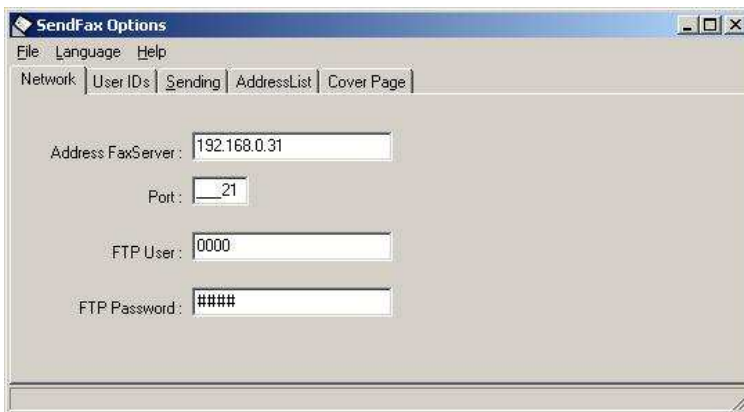 SendFax Options
File Language Help
Network User IDs Sending AddressList Cover Page
Address FaxServer : 192.168.0.31
Port : ___21
FTP User : 0000
FTP Password : ####